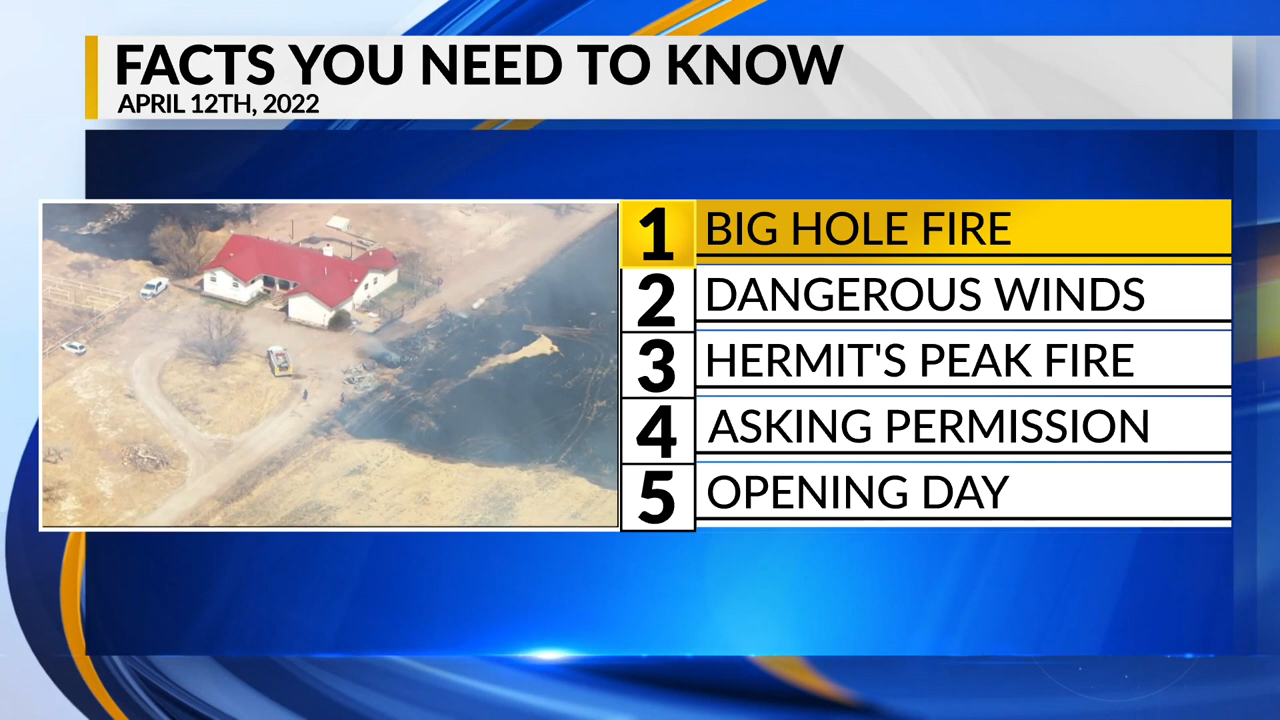 FACTS YOU NEED TO KNOW
APRIL 12TH, 2022
1 BIG HOLE FIRE
2 DANGEROUS WINDS
3 HERMIT'S PEAK FIRE
4 ASKING PERMISSION
5 OPENING DAY